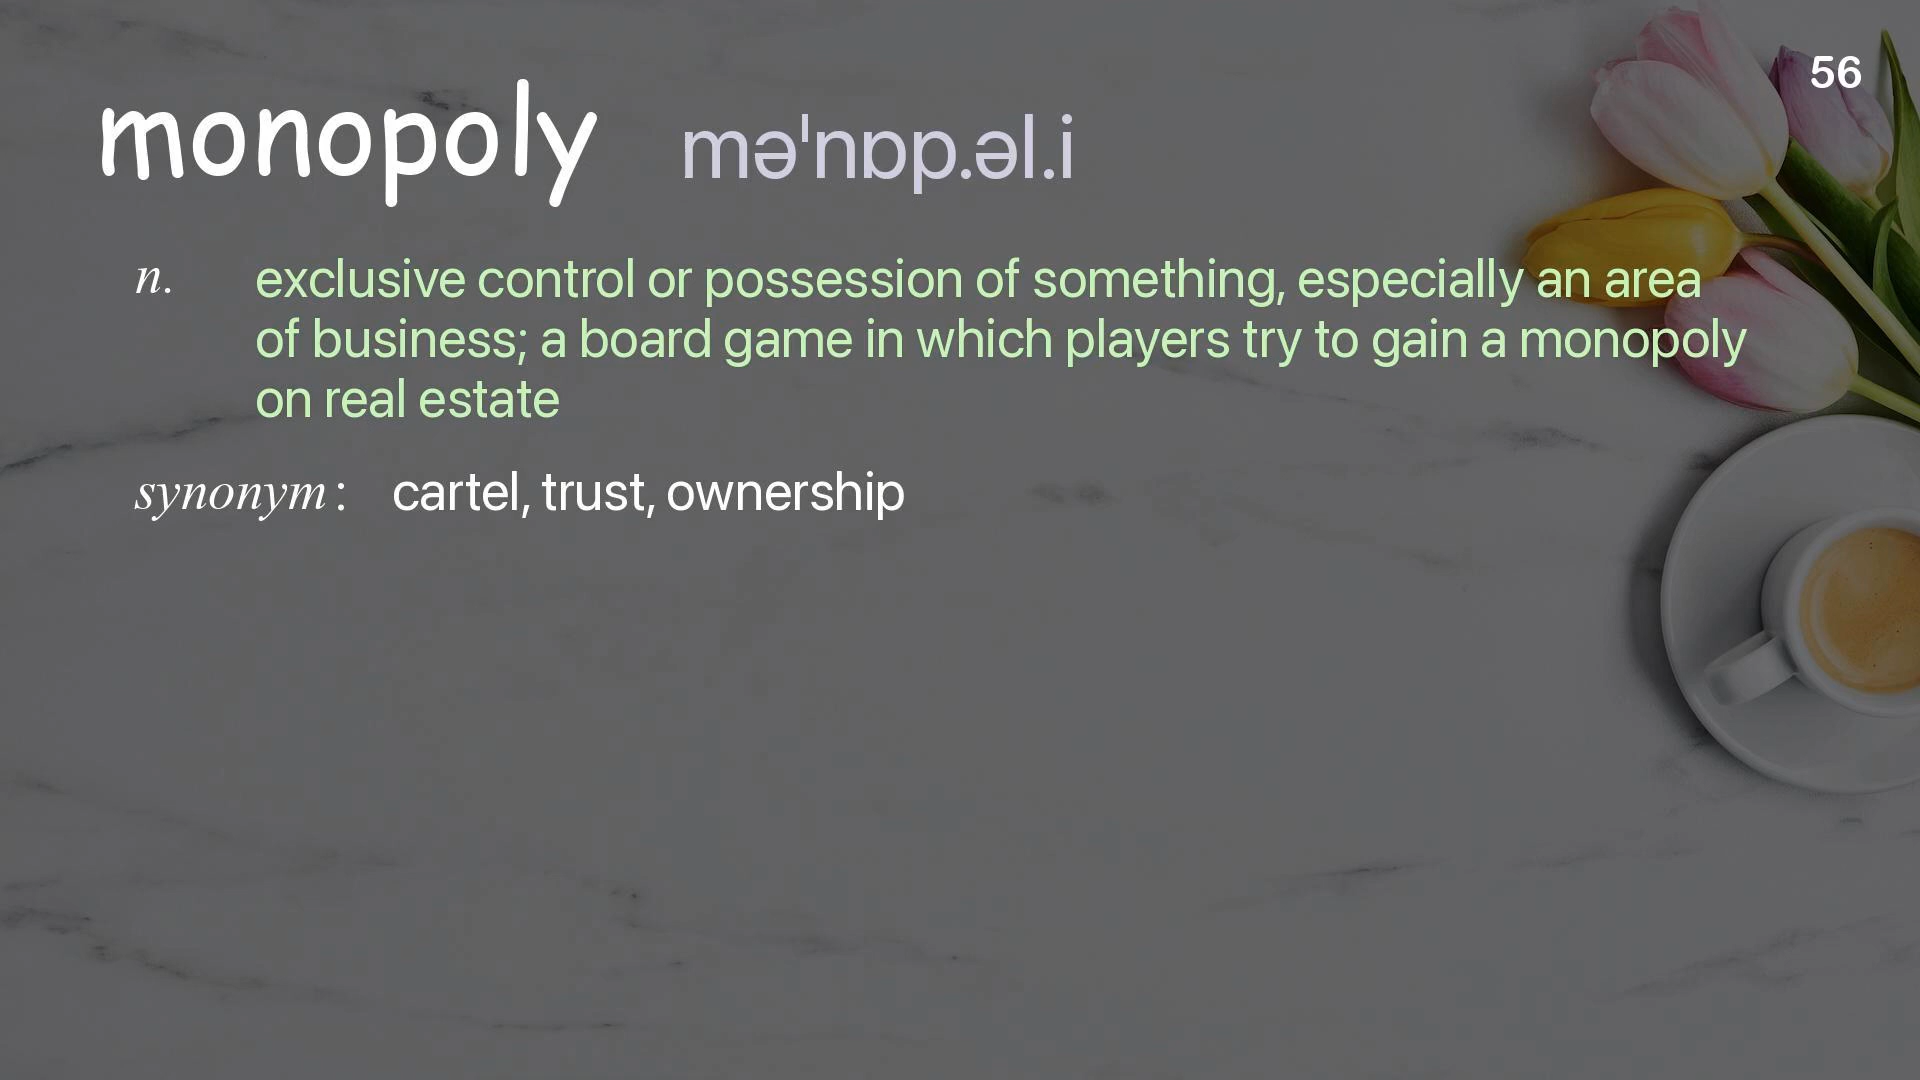 56
monopoly məˈnɒp.əl.i
n. exclusive control or possession of something, especially an area
of business; a board game in which players try to gain a monopoly
on real estate
synonym : cartel, trust, ownership